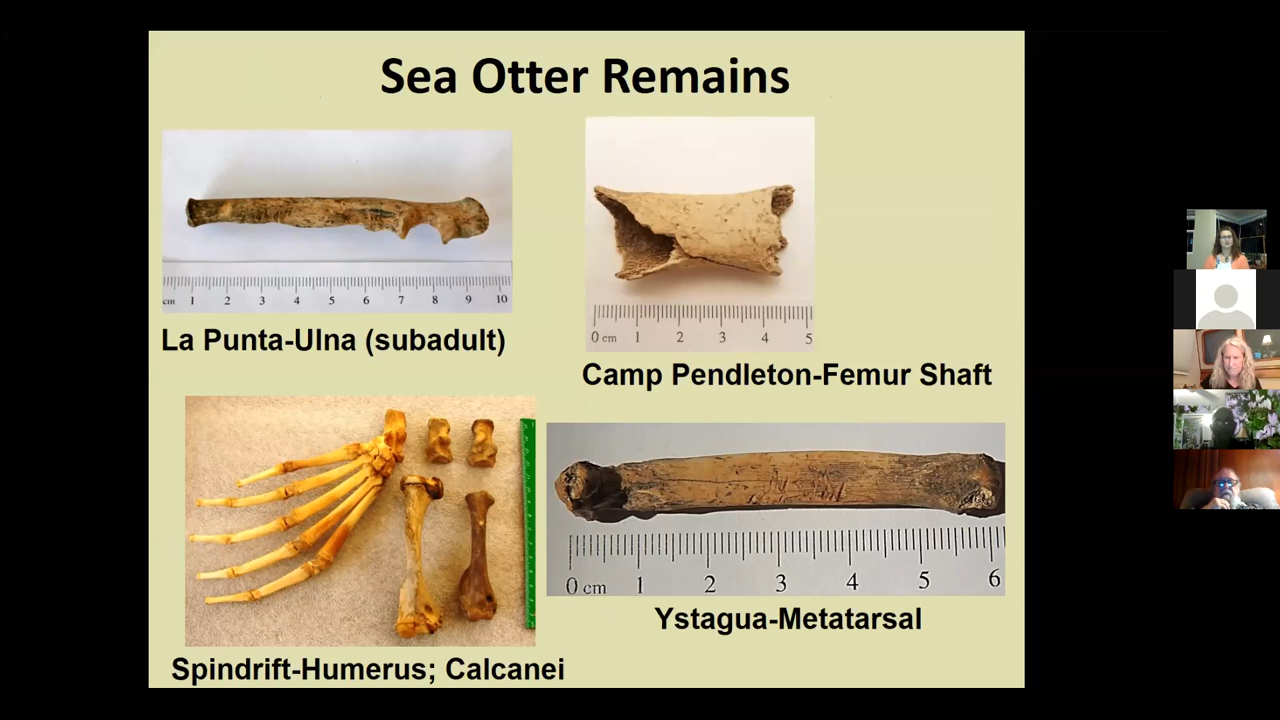 Sea Otter Remains
cm 1 2 3 4 5 6 7 8 9 10
La Punta-Ulna (subadult)
0 cm 1 2 3 4 5
Camp Pendleton-Femur Shaft
0 cm 1 2 3 4 5 6
Ystagua-Metatarsal
Spindrift-Humerus; Calcanei